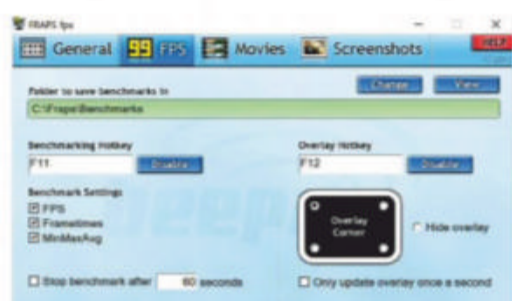 FRAPS fps
General 99 FPS Movies Screenshots
HELP
Folder to save benchmarks in
Change View
C:\Fraps\Benchmarks
Benchmarking Hotkey
Overlay Hotkey
F11 Disable
F12 Disable
Benchmark Settings
FPS
Frametimes
MinMaxAvg
Overlay
Corner
Hide overlay
Stop benchmark after 60 seconds
Only update overlay once a second